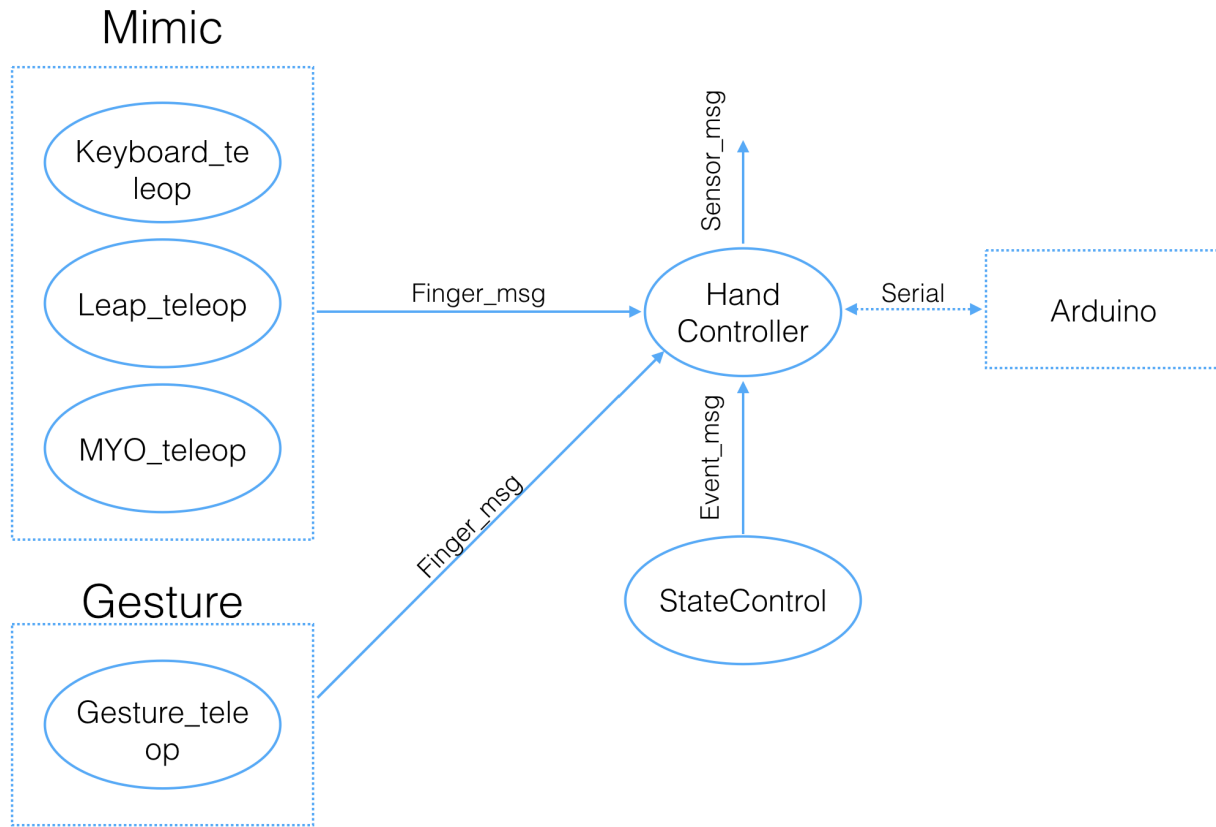 Mimic
Keyboard_te
leop
Leap_teleop
MYO_teleop
Finger_msg
Sensor_msg
Hand
Controller
Serial
Arduino
Event_msg
Finger_msg
StateControl
Gesture
Gesture_tele
op